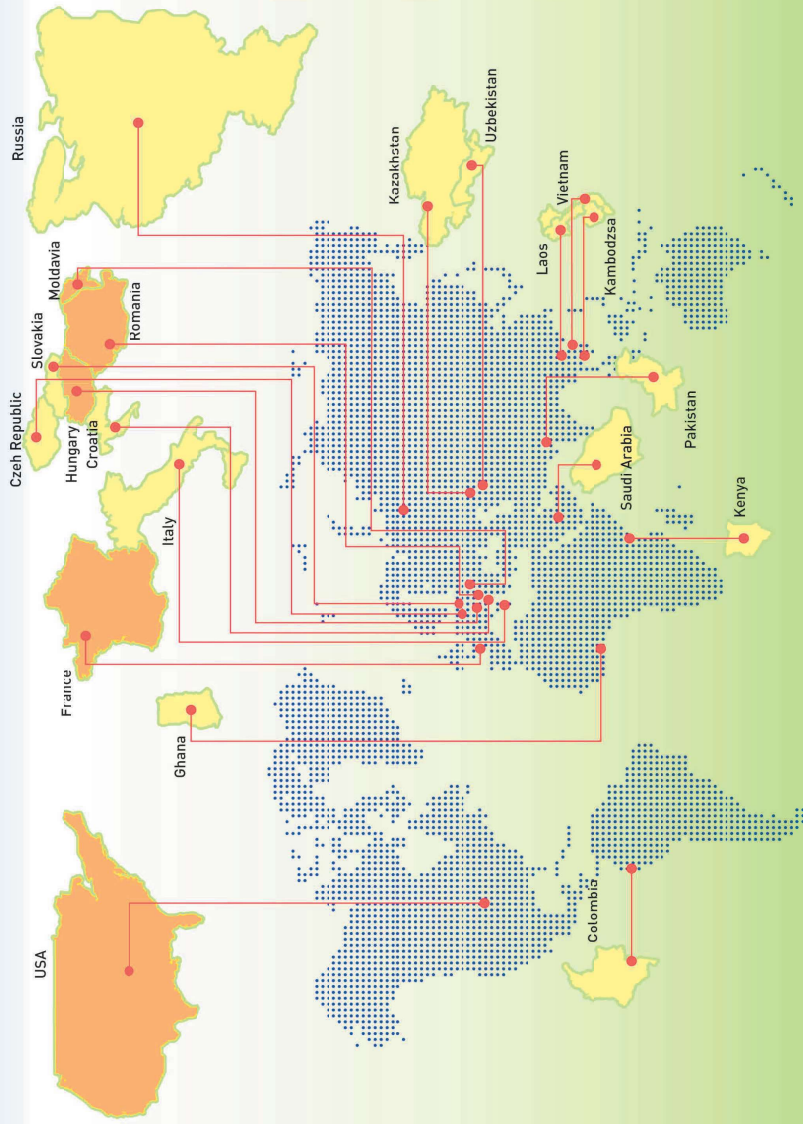 USA
Ghana
France
Italy
Czeh Republic
Hungary
Croatia
Slovakia
Moldavia
Romania
Russia
Kazakhstan
Uzbekistan
Laos
Vietnam
Kambodzsa
Pakistan
Saudi Arabia
Kenya
Colombia